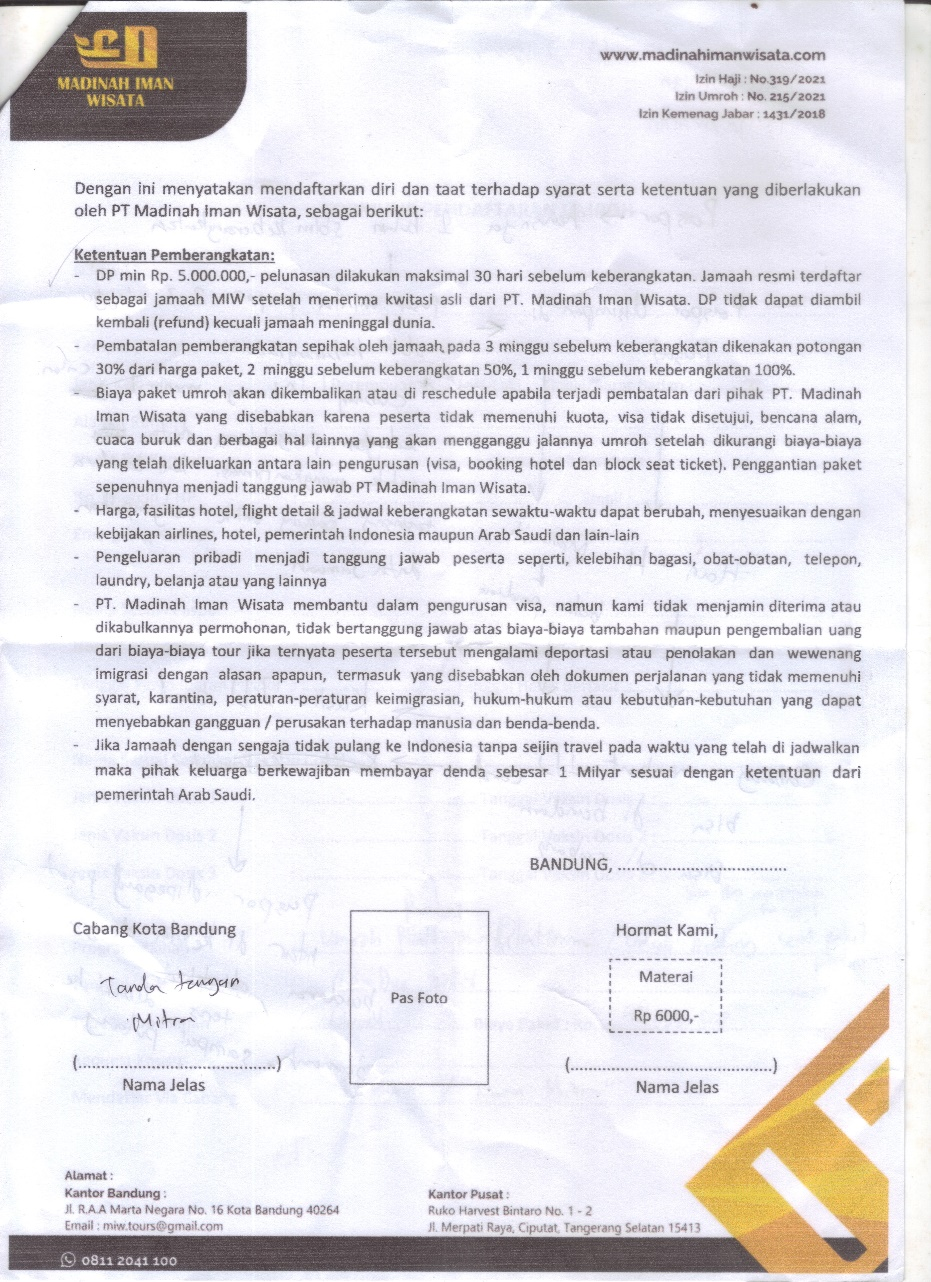 MADINAH IMAN
WISATA
www.madinahimanwisata.com
Izin Haji : No.319/2021
Izin Umroh : No. 215/2021
Izin Kemenag Jabar : 1431/2018
Dengan ini menyatakan mendaftarkan diri dan taat terhadap syarat serta ketentuan yang diberlakukan
oleh PT Madinah Iman Wisata, sebagai berikut:
Ketentuan Pemberangkatan:
- DP min Rp. 5.000.000,- pelunasan dilakukan maksimal 30 hari sebelum keberangkatan. Jamaah resmi terdaftar
sebagai jamaah MIW setelah menerima kwitasi asli dari PT. Madinah Iman Wisata. DP tidak dapat diambil
kembali (refund) kecuali jamaah meninggal dunia.
- Pembatalan pemberangkatan sepihak oleh jamaah pada 3 minggu sebelum keberangkatan dikenakan potongan
30% dari harga paket, 2 minggu sebelum keberangkatan 50%, 1 minggu sebelum keberangkatan 100%.
- Biaya paket umroh akan dikembalikan atau di reschedule apabila terjadi pembatalan dari pihak PT. Madinah
Iman Wisata yang disebabkan karena peserta tidak memenuhi kuota, visa tidak disetujui, bencana alam,
cuaca buruk dan berbagai hal lainnya yang akan mengganggu jalannya umroh setelah dikurangi biaya-biaya
yang telah dikeluarkan antara lain pengurusan (visa, booking hotel dan block seat ticket). Penggantian paket
sepenuhnya menjadi tanggung jawab PT Madinah Iman Wisata.
- Harga, fasilitas hotel, flight detail & jadwal keberangkatan sewaktu-waktu dapat berubah, menyesuaikan dengan
kebijakan airlines, hotel, pemerintah Indonesia maupun Arab Saudi dan lain-lain
- Pengeluaran pribadi menjadi tanggung jawab peserta seperti, kelebihan bagasi, obat-obatan, telepon,
laundry, belanja atau yang lainnya
- PT. Madinah Iman Wisata membantu dalam pengurusan visa, namun kami tidak menjamin diterima atau
dikabulkannya permohonan, tidak bertanggung jawab atas biaya-biaya tambahan maupun pengembalian uang
dari biaya-biaya tour jika ternyata peserta tersebut mengalami deportasi atau penolakan dan wewenang
imigrasi dengan alasan apapun, termasuk yang disebabkan oleh dokumen perjalanan yang tidak memenuhi
syarat, karantina, peraturan-peraturan keimigrasian, hukum-hukum atau kebutuhan-kebutuhan yang dapat
menyebabkan gangguan / perusakan terhadap manusia dan benda-benda.
- Jika Jamaah dengan sengaja tidak pulang ke Indonesia tanpa seijin travel pada waktu yang telah di jadwalkan
maka pihak keluarga berkewajiban membayar denda sebesar 1 Milyar sesuai dengan ketentuan dari
pemerintah Arab Saudi.
BANDUNG, ....................................
Cabang Kota Bandung
Hormat Kami,
Tanda tangan
Mitra
Pas Foto
Materai
Rp 6000,-
(...........................................)
Nama Jelas
(...........................................)
Nama Jelas
Alamat :
Kantor Bandung :
Jl. R.A.A Marta Negara No. 16 Kota Bandung 40264
Email : miw.tours@gmail.com
Kantor Pusat :
Ruko Harvest Bintaro No. 1 - 2
Jl. Merpati Raya, Ciputat, Tangerang Selatan 15413
0811 2041 100